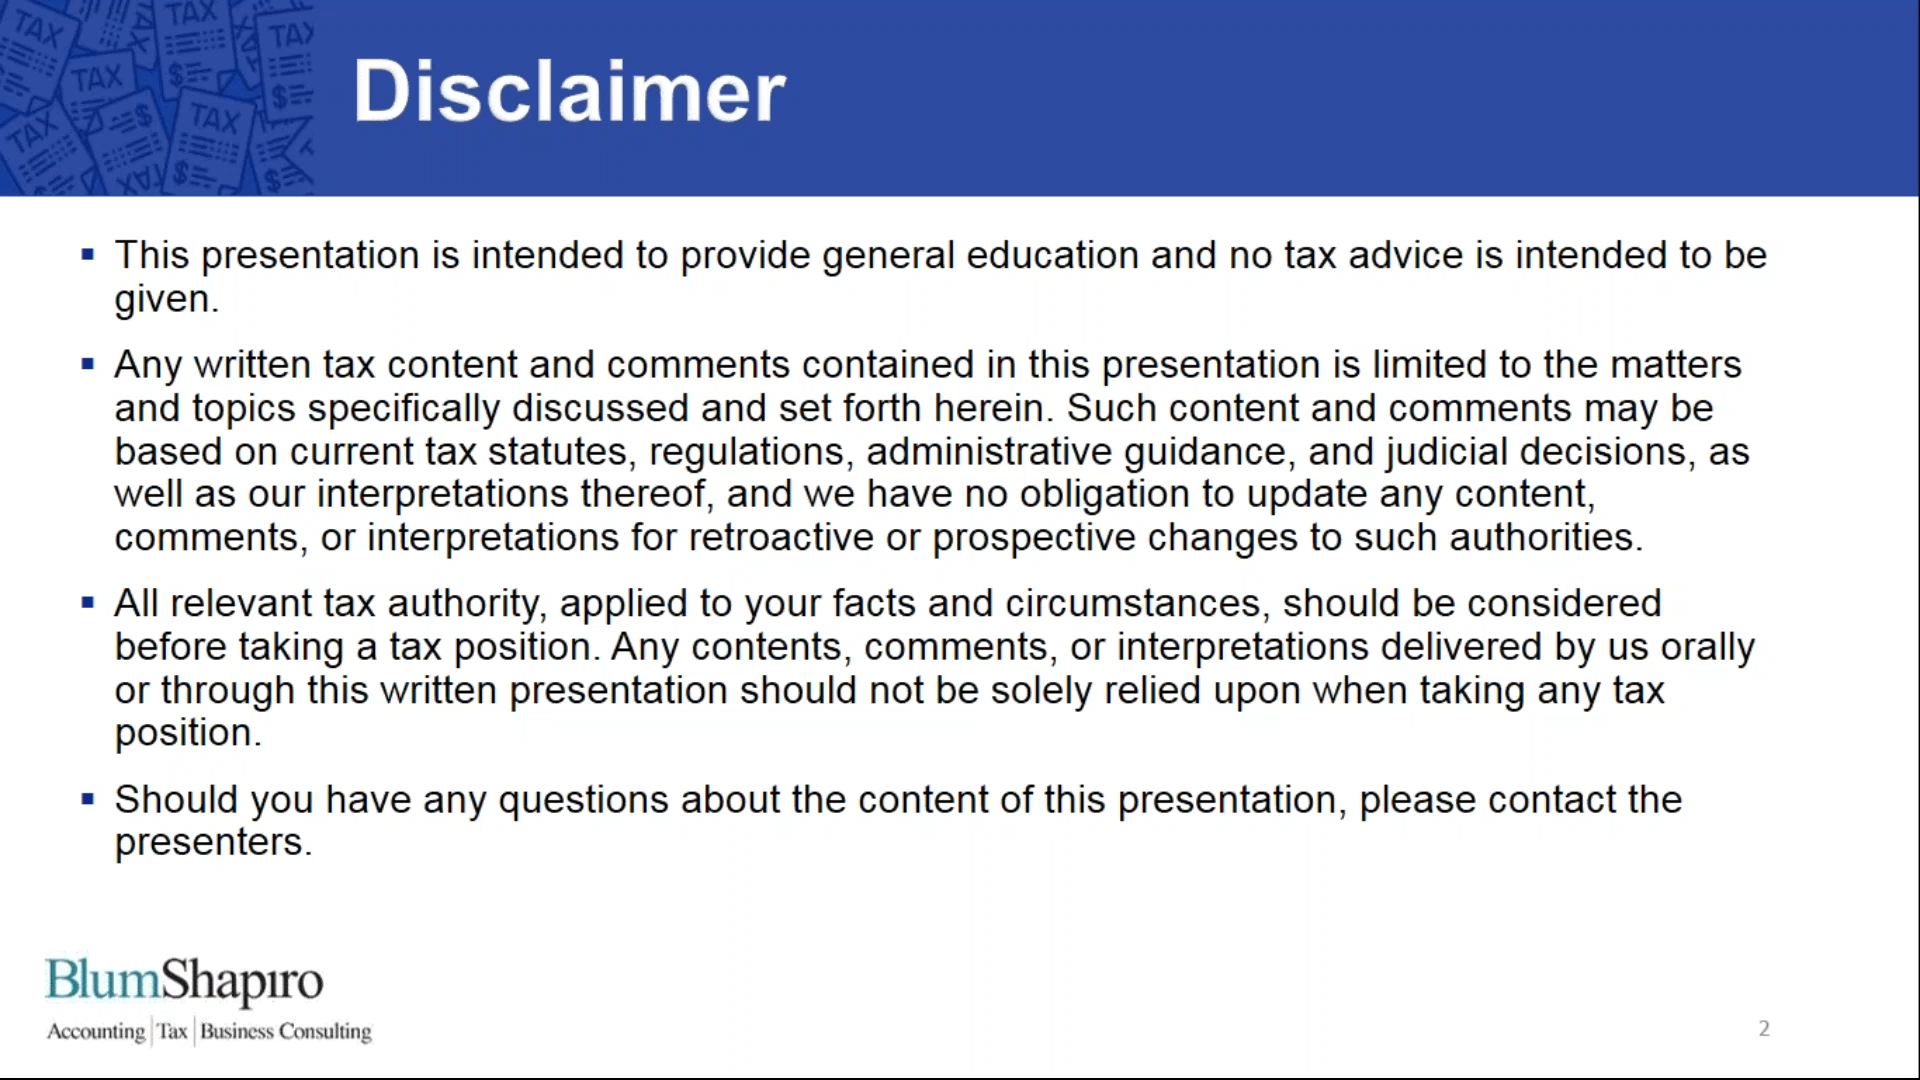 TAX
TAX
TAX
TAX
TAX
TAX
Disclaimer
▪ This presentation is intended to provide general education and no tax advice is intended to be
given.
▪ Any written tax content and comments contained in this presentation is limited to the matters
and topics specifically discussed and set forth herein. Such content and comments may be
based on current tax statutes, regulations, administrative guidance, and judicial decisions, as
well as our interpretations thereof, and we have no obligation to update any content,
comments, or interpretations for retroactive or prospective changes to such authorities.
▪ All relevant tax authority, applied to your facts and circumstances, should be considered
before taking a tax position. Any contents, comments, or interpretations delivered by us orally
or through this written presentation should not be solely relied upon when taking any tax
position.
▪ Should you have any questions about the content of this presentation, please contact the
presenters.
BlumShapiro
Accounting | Tax | Business Consulting
2